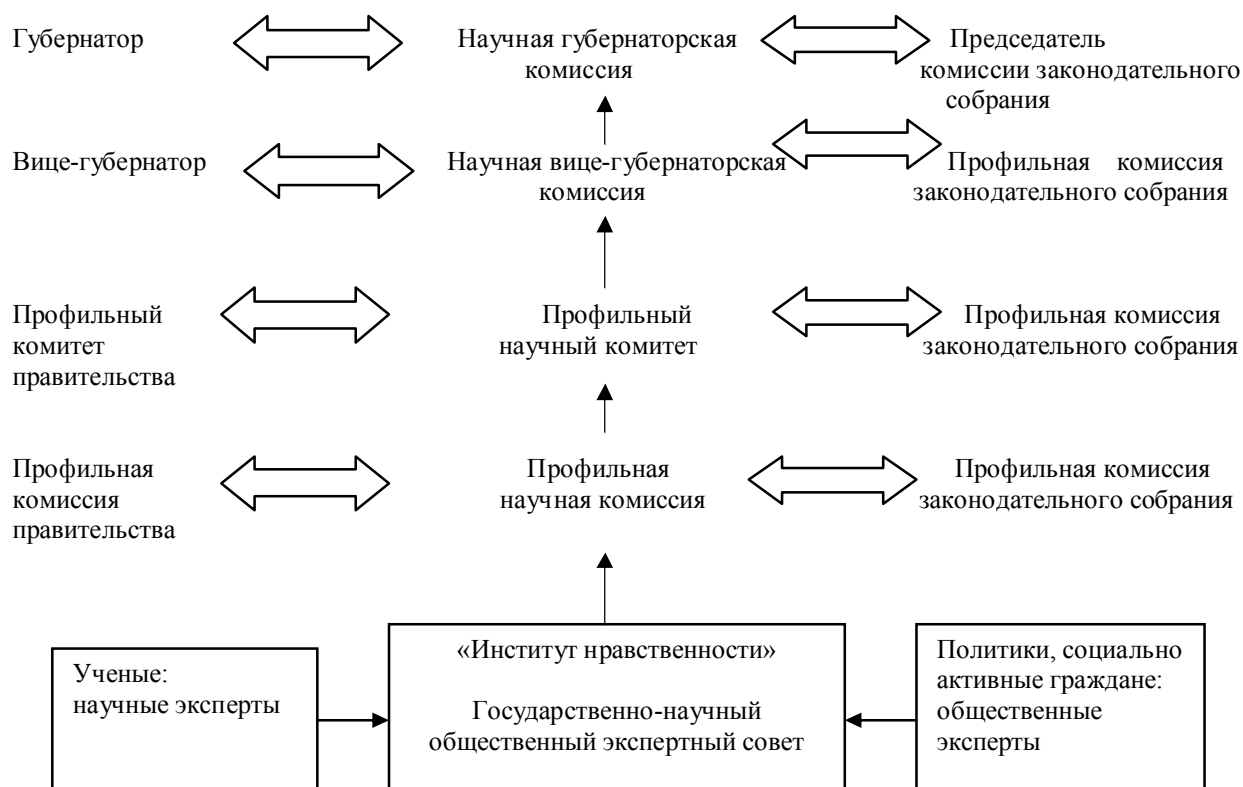 Губернатор
Научная губернаторская
комиссия
Председатель
комиссии законодательного
собрания
Вице-губернатор
Научная вице-губернаторская
комиссия
Профильная комиссия
законодательного собрания
Профильный
комитет
правительства
Профильный
научный комитет
Профильная комиссия
законодательного собрания
Профильная
комиссия
правительства
Профильная
научная комиссия
Профильная комиссия
законодательного собрания
Ученые:
научные эксперты
«Институт нравственности»
Государственно-научный
общественный экспертный совет
Политики, социально
активные граждане:
общественные
эксперты